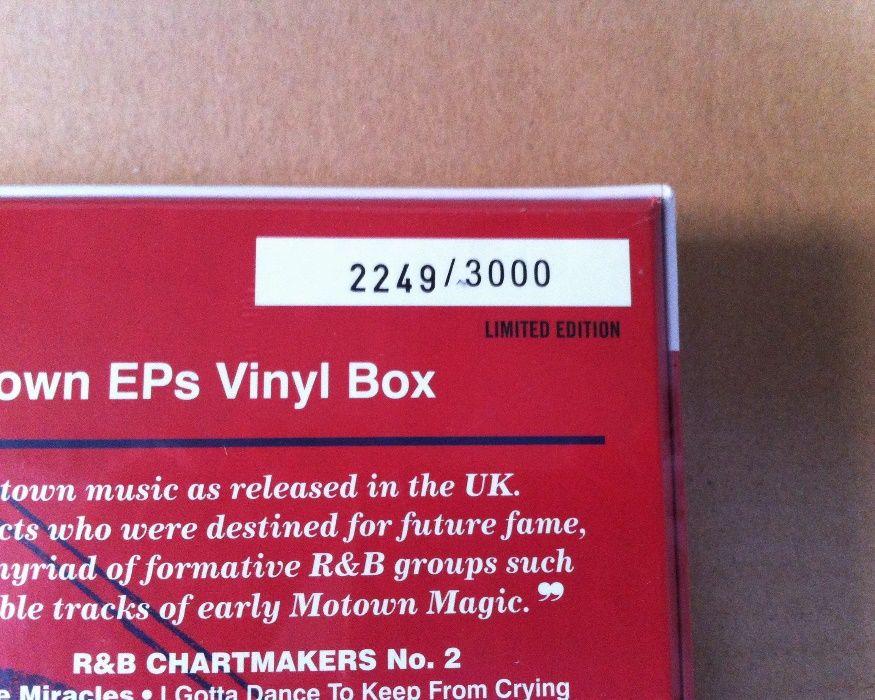 2249/3000
LIMITED EDITION
own EPs Vinyl Box
town music as released in the UK.
cts who were destined for future fame,
nyriad of formative R&B groups such
ble tracks of early Motown Magic.”
R&B CHARTMAKERS No. 2
e Miracles • I Gotta Dance To Keep From Crying